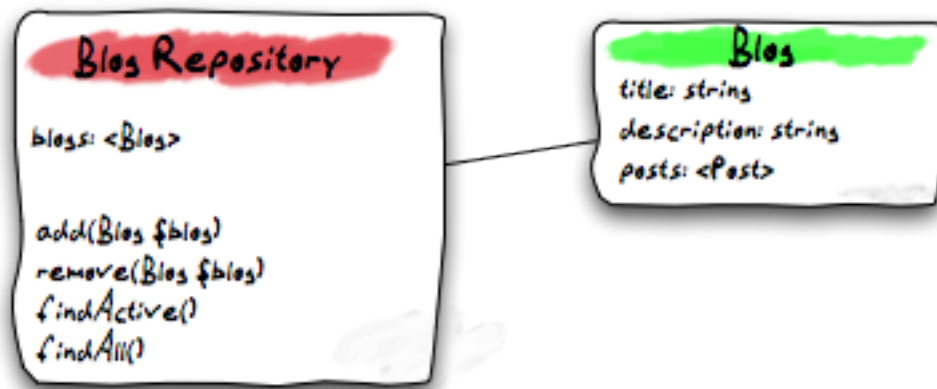 Blog Repository
blogs: <Blog>
add(Blog $blog)
remove(Blog $blog)
findActive()
findAll()
Blog
title: string
description: string
posts: <Post>